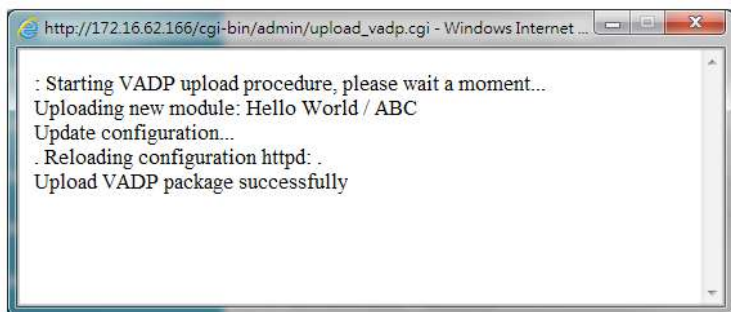 http://172.16.62.166/cgi-bin/admin/upload_vadp.cgi - Windows Internet ...
: Starting VADP upload procedure, please wait a moment...
Uploading new module: Hello World / ABC
Update configuration...
. Reloading configuration httpd: .
Upload VADP package successfully